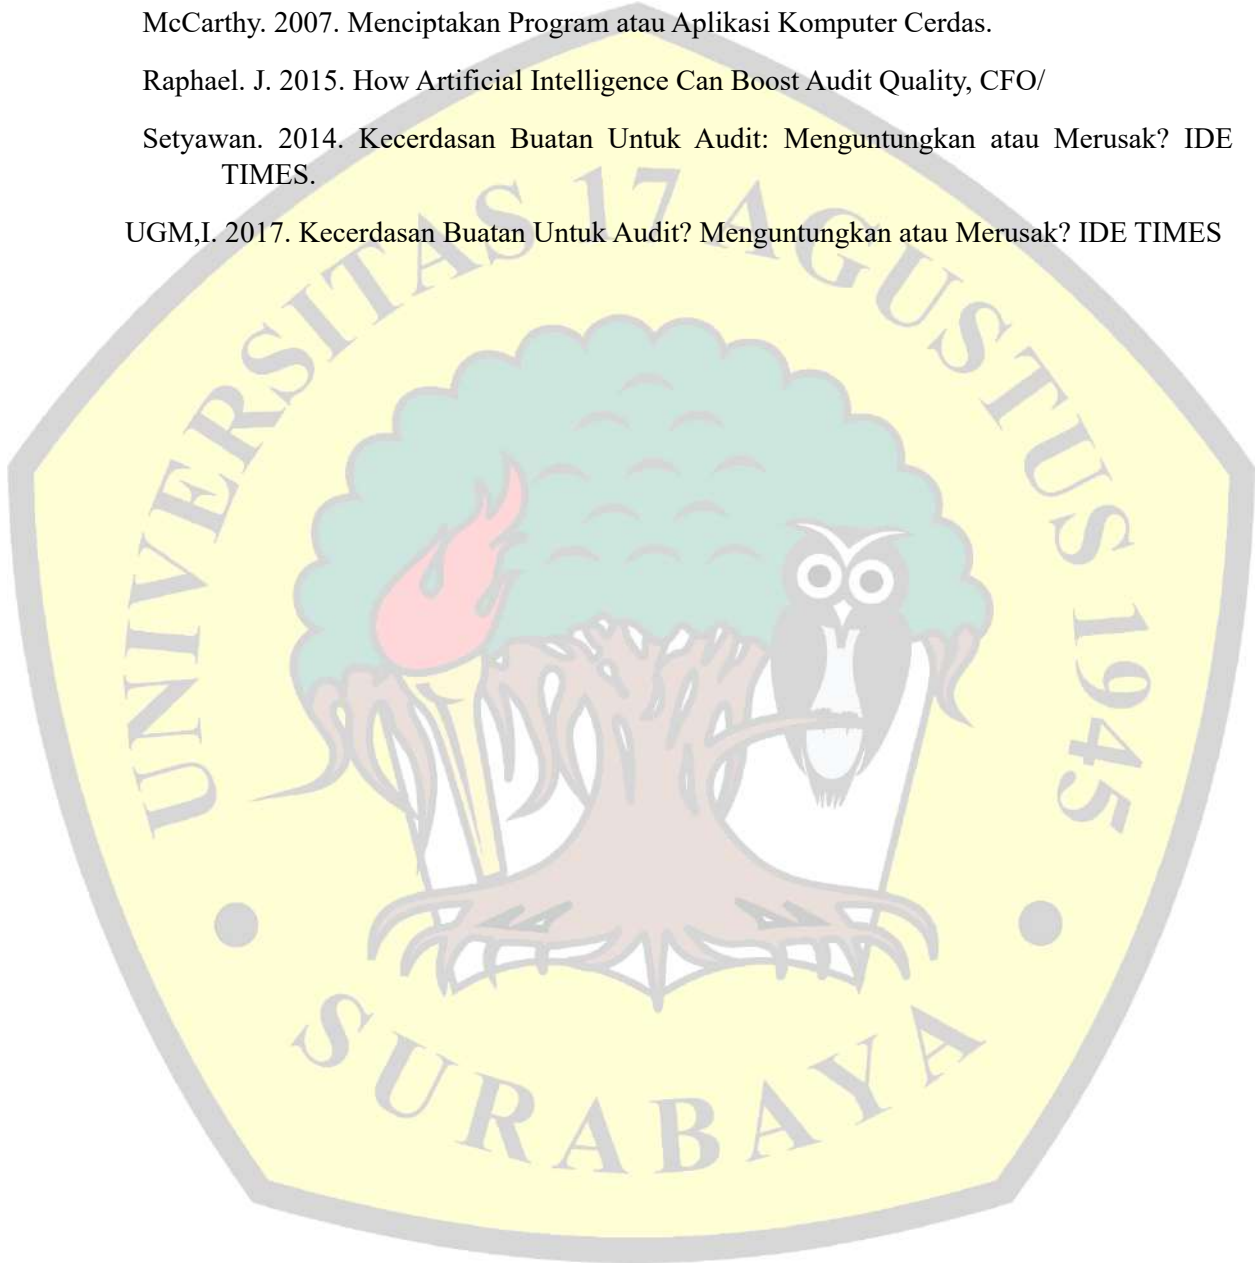 McCarthy. 2007. Menciptakan Program atau Aplikasi Komputer Cerdas.
Raphael. J. 2015. How Artificial Intelligence Can Boost Audit Quality, CFO/
Setyawan. 2014. Kecerdasan Buatan Untuk Audit: Menguntungkan atau Merusak? IDE
TIMES.
UGM,I. 2017. Kecerdasan Buatan Untuk Audit? Menguntungkan atau Merusak? IDE TIMES
UNIVERSITAS 17 AGUSTUS 1945
SURABAYA